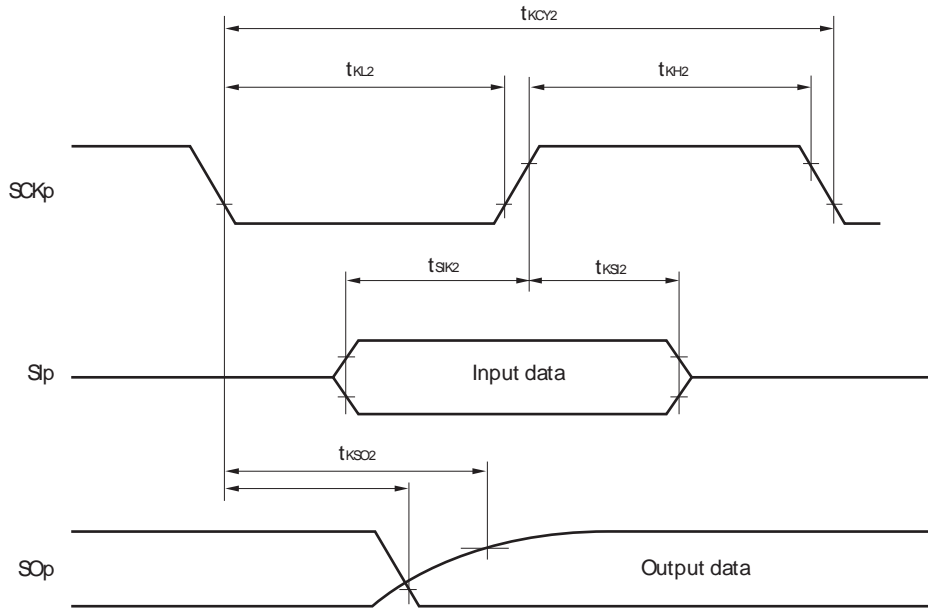 tKCY2
tKL2
tKH2
SCKp
tSIK2
tKSI2
SIp
Input data
tKSO2
SOp
Output data